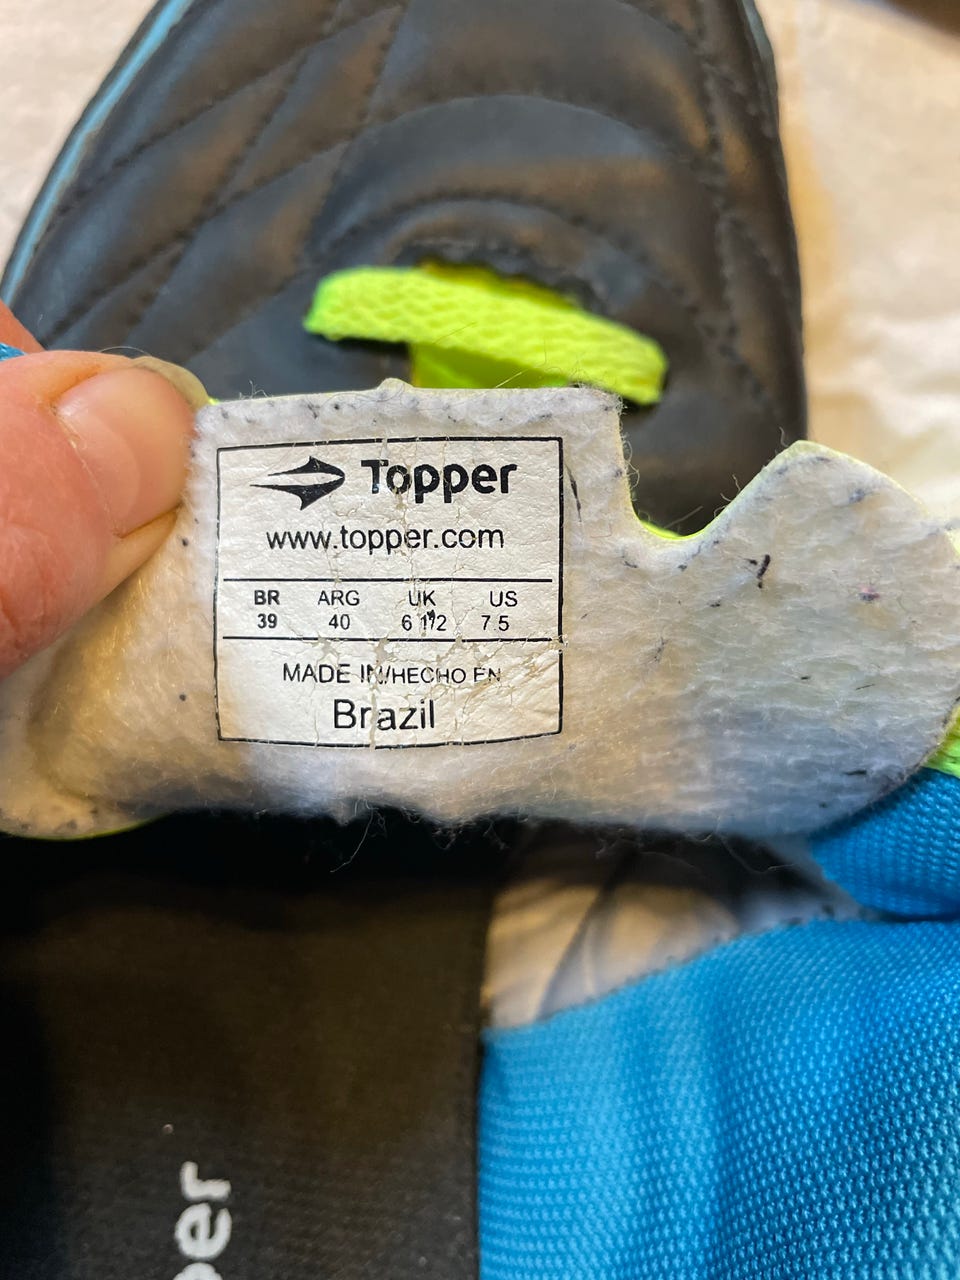 Topper
www.topper.com
BR ARG UK US
39 40 6 1/2 7.5
MADE IN/HECHO EN
Brazil
per